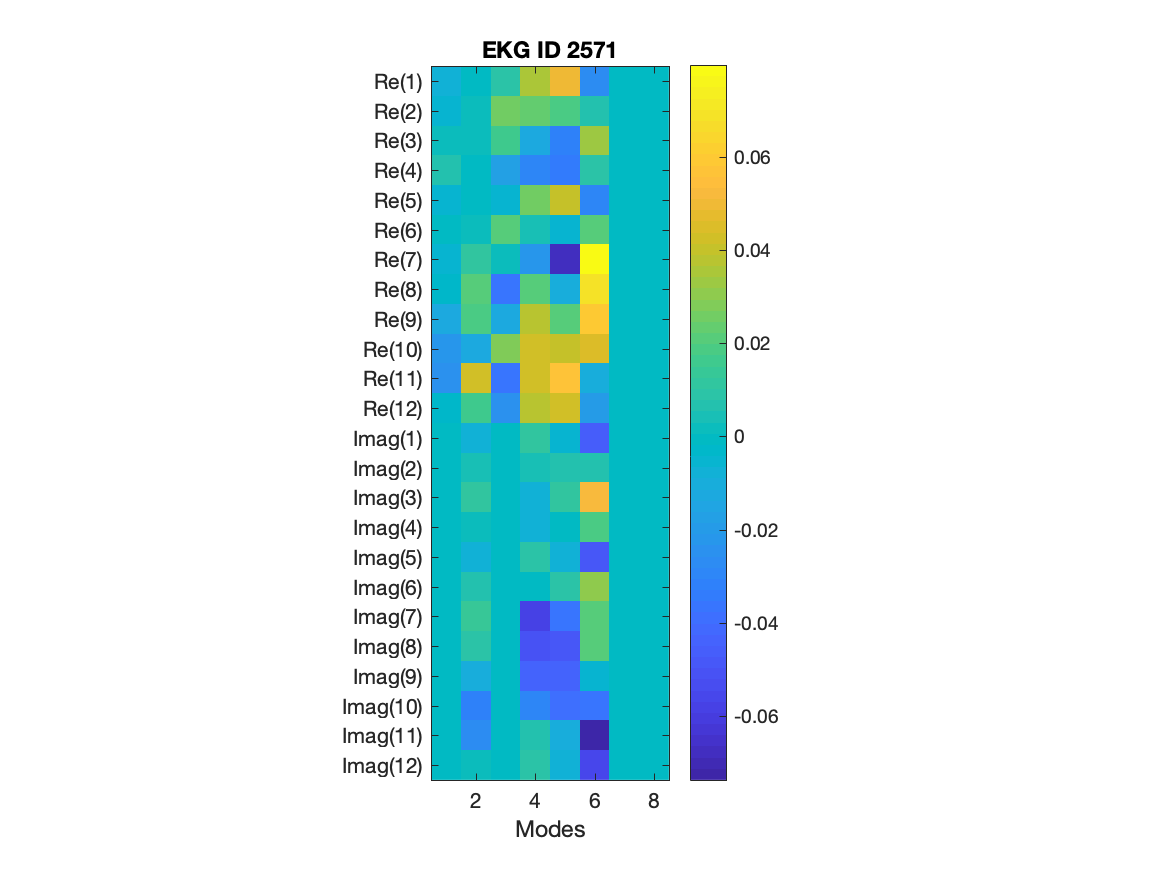 EKG ID 2571
Re(1)
Re(2)
Re(3)
Re(4)
Re(5)
Re(6)
Re(7)
Re(8)
Re(9)
Re(10)
Re(11)
Re(12)
Imag(1)
Imag(2)
Imag(3)
Imag(4)
Imag(5)
Imag(6)
Imag(7)
Imag(8)
Imag(9)
Imag(10)
Imag(11)
Imag(12)
2 4 6 8
Modes
0.06
0.04
0.02
0
-0.02
-0.04
-0.06